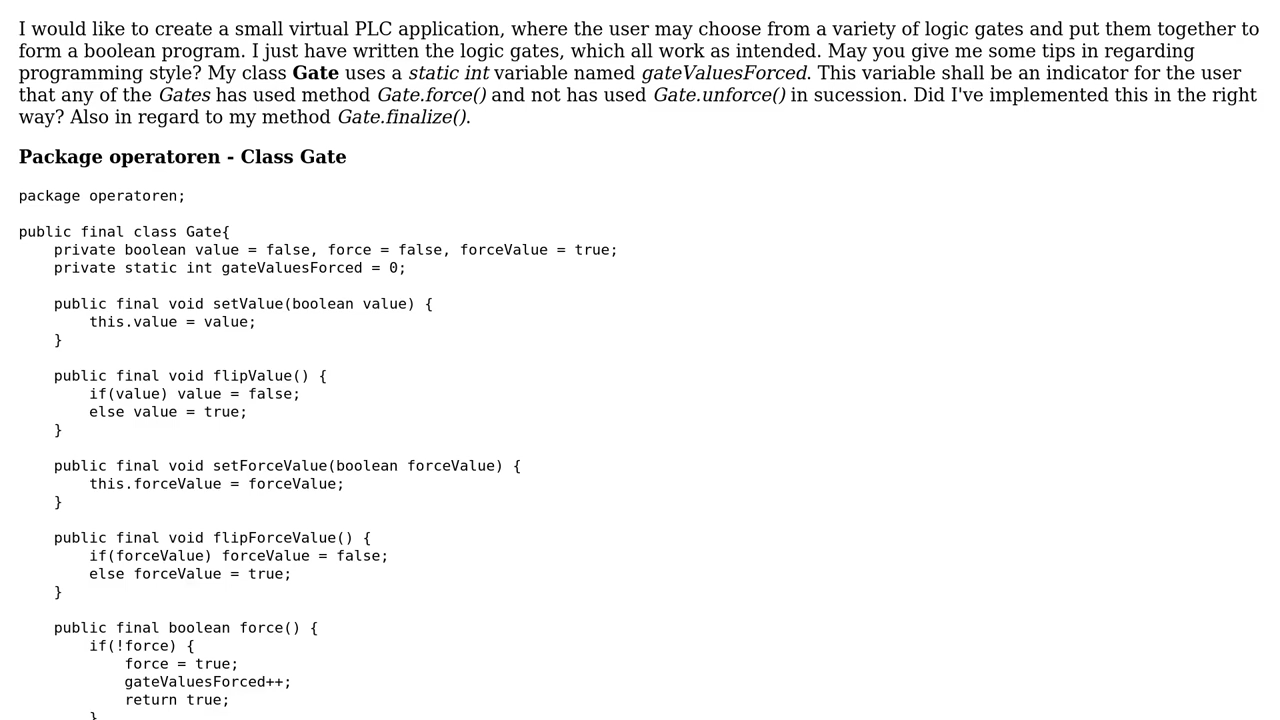 I would like to create a small virtual PLC application, where the user may choose from a variety of logic gates and put them together to
form a boolean program. I just have written the logic gates, which all work as intended. May you give me some tips in regarding
programming style? My class Gate uses a static int variable named gateValuesForced. This variable shall be an indicator for the user
that any of the Gates has used method Gate.force() and not has used Gate.unforce() in sucession. Did I've implemented this in the right
way? Also in regard to my method Gate.finalize().
Package operatoren - Class Gate
package operatoren;
public final class Gate{
    private boolean value = false, force = false, forceValue = true;
    private static int gateValuesForced = 0;
    public final void setValue(boolean value) {
        this.value = value;
    }
    public final void flipValue() {
        if(value) value = false;
        else value = true;
    }
    public final void setForceValue(boolean forceValue) {
        this.forceValue = forceValue;
    }
    public final void flipForceValue() {
        if(forceValue) forceValue = false;
        else forceValue = true;
    }
    public final boolean force() {
        if(!force) {
            force = true;
            gateValuesForced++;
            return true;
        }